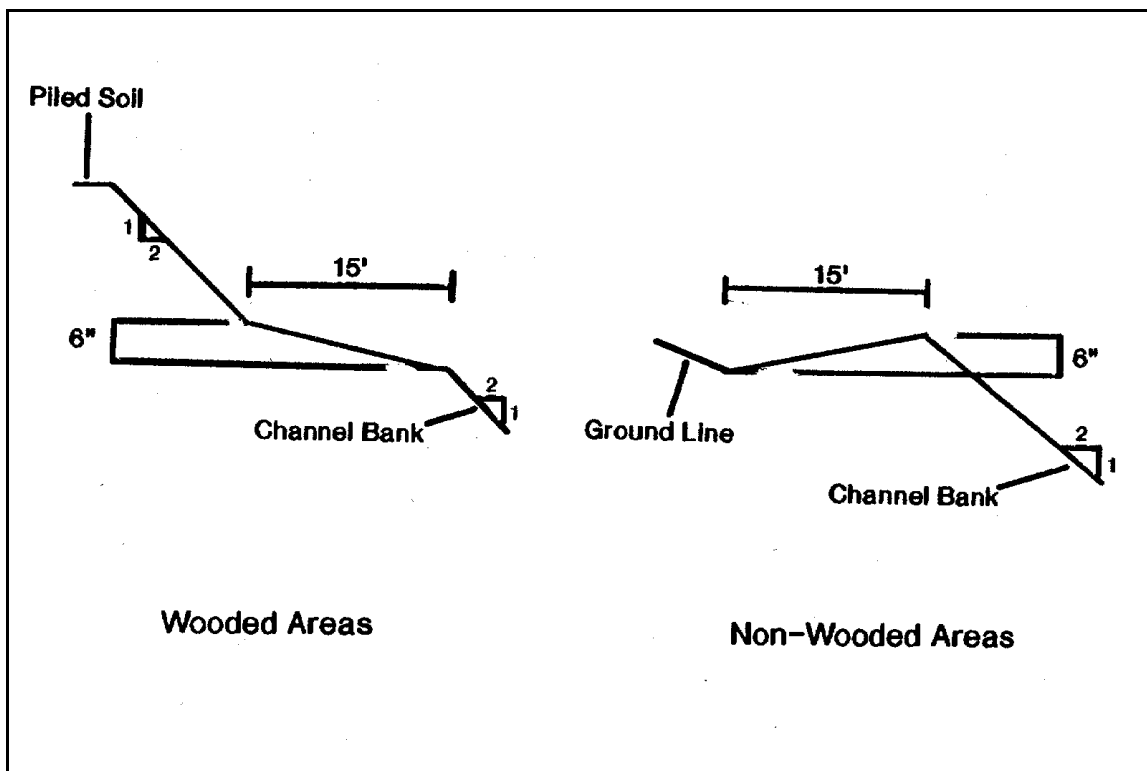 Piled Soil
1
2
15'
6"
2
1
Channel Bank
Wooded Areas
15'
6"
Ground Line
2
1
Channel Bank
Non-Wooded Areas